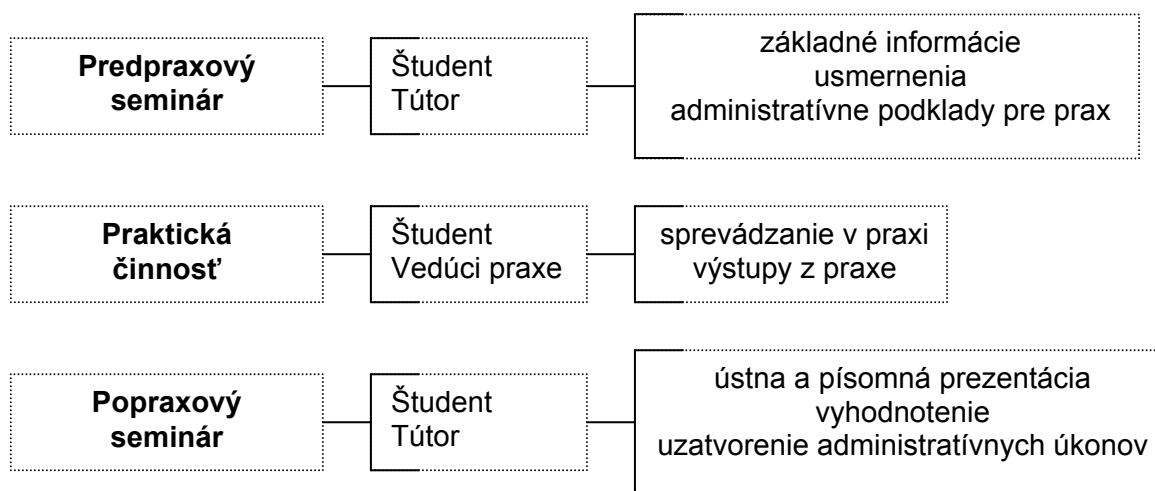 Predpraxový
seminár
Študent
Tútor
základné informácie
usmernenia
administratívne podklady pre prax
Praktická
činnosť
Študent
Vedúci praxe
sprevádzanie v praxi
výstupy z praxe
Popraxový
seminár
Študent
Tútor
ústna a písomná prezentácia
vyhodnotenie
uzatvorenie administratívnych úkonov